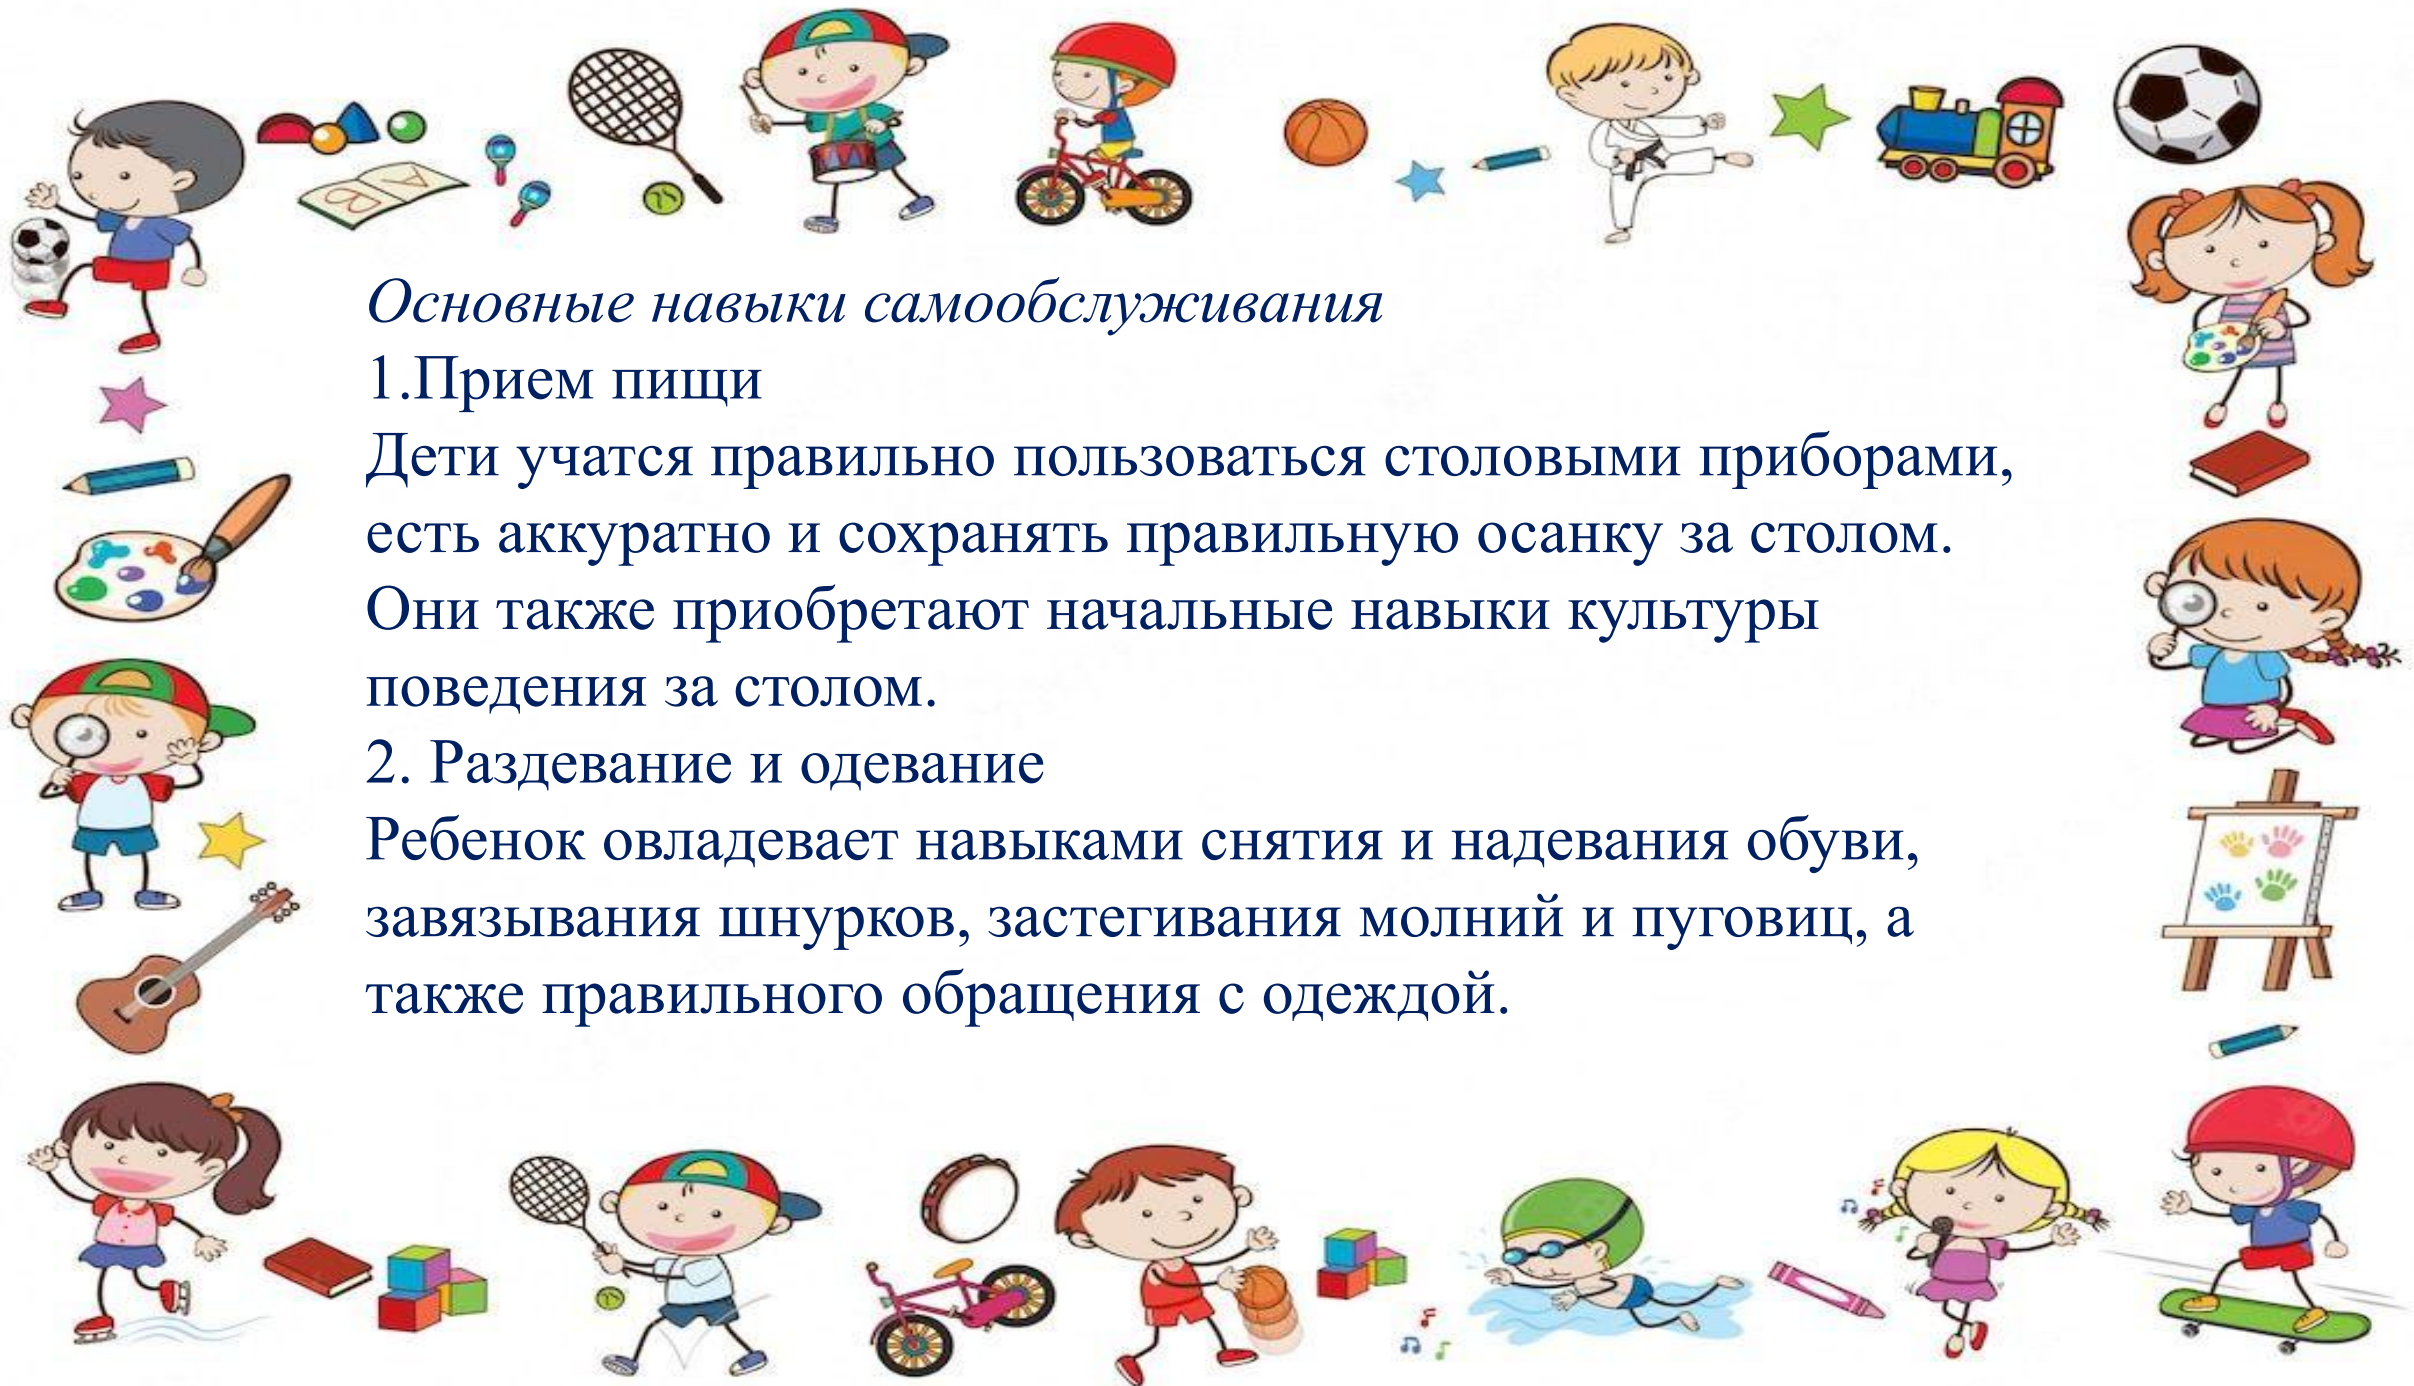 Основные навыки самообслуживания
1.Прием пищи
Дети учатся правильно пользоваться столовыми приборами,
есть аккуратно и сохранять правильную осанку за столом.
Они также приобретают начальные навыки культуры
поведения за столом.
2. Раздевание и одевание
Ребенок овладевает навыками снятия и надевания обуви,
завязывания шнурков, застегивания молний и пуговиц, а
также правильного обращения с одеждой.